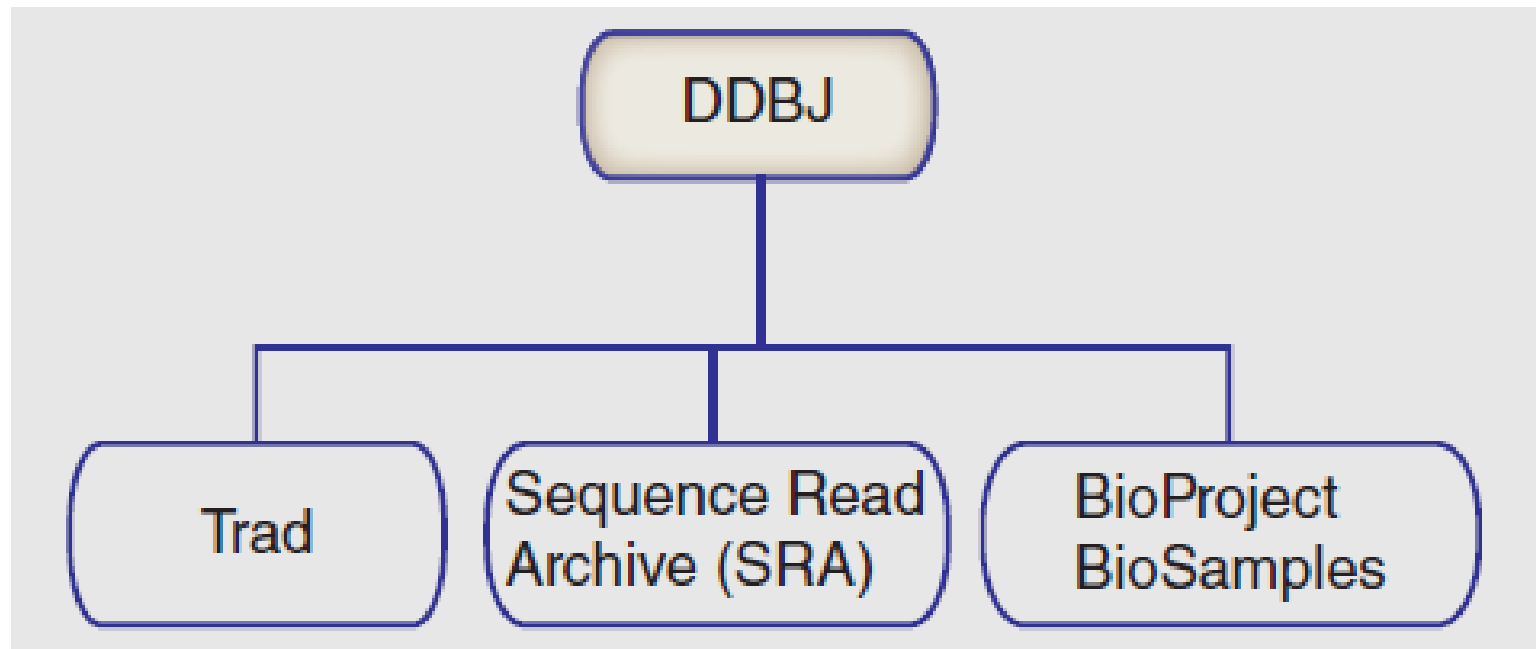 DDBJ
Trad
Sequence Read
Archive (SRA)
BioProject
BioSamples